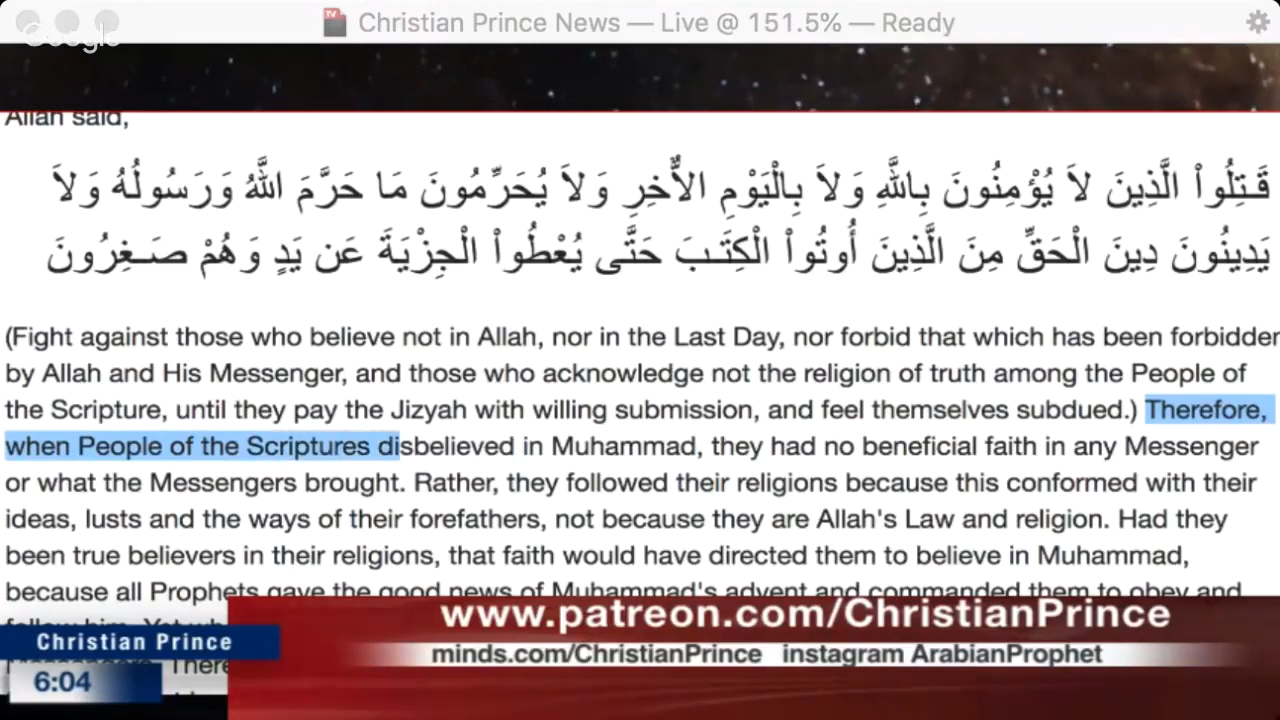 Christian Prince News — Live @ 151.5% — Ready
Google
TV
Allah said,
قَـتِلُواْ الَّذِينَ لاَ يُؤْمِنُونَ بِاللَّهِ وَلاَ بِالْيَوْمِ الأٌّخِرِ وَلاَ يُحَرِّمُونَ مَا حَرَّمَ اللَّهُ وَرَسُولُهُ وَلاَ
يَدِينُونَ دِينَ الْحَقِّ مِنَ الَّذِينَ أُوتُواْ الْكِتَـبَ حَتَّى يُعْطُواْ الْجِزْيَةَ عَن يَدٍ وَهُمْ صَـغِرُونَ
(Fight against those who believe not in Allah, nor in the Last Day, nor forbid that which has been forbidden
by Allah and His Messenger, and those who acknowledge not the religion of truth among the People of
the Scripture, until they pay the Jizyah with willing submission, and feel themselves subdued.) Therefore,
when People of the Scriptures disbelieved in Muhammad, they had no beneficial faith in any Messenger
or what the Messengers brought. Rather, they followed their religions because this conformed with their
ideas, lusts and the ways of their forefathers, not because they are Allah's Law and religion. Had they
been true believers in their religions, that faith would have directed them to believe in Muhammad,
because all Prophets gave the good news of Muhammad's advent and commanded them to obey and
www.patreon.com/ChristianPrince
Christian Prince
minds.com/ChristianPrince instagram ArabianProphet
6:04